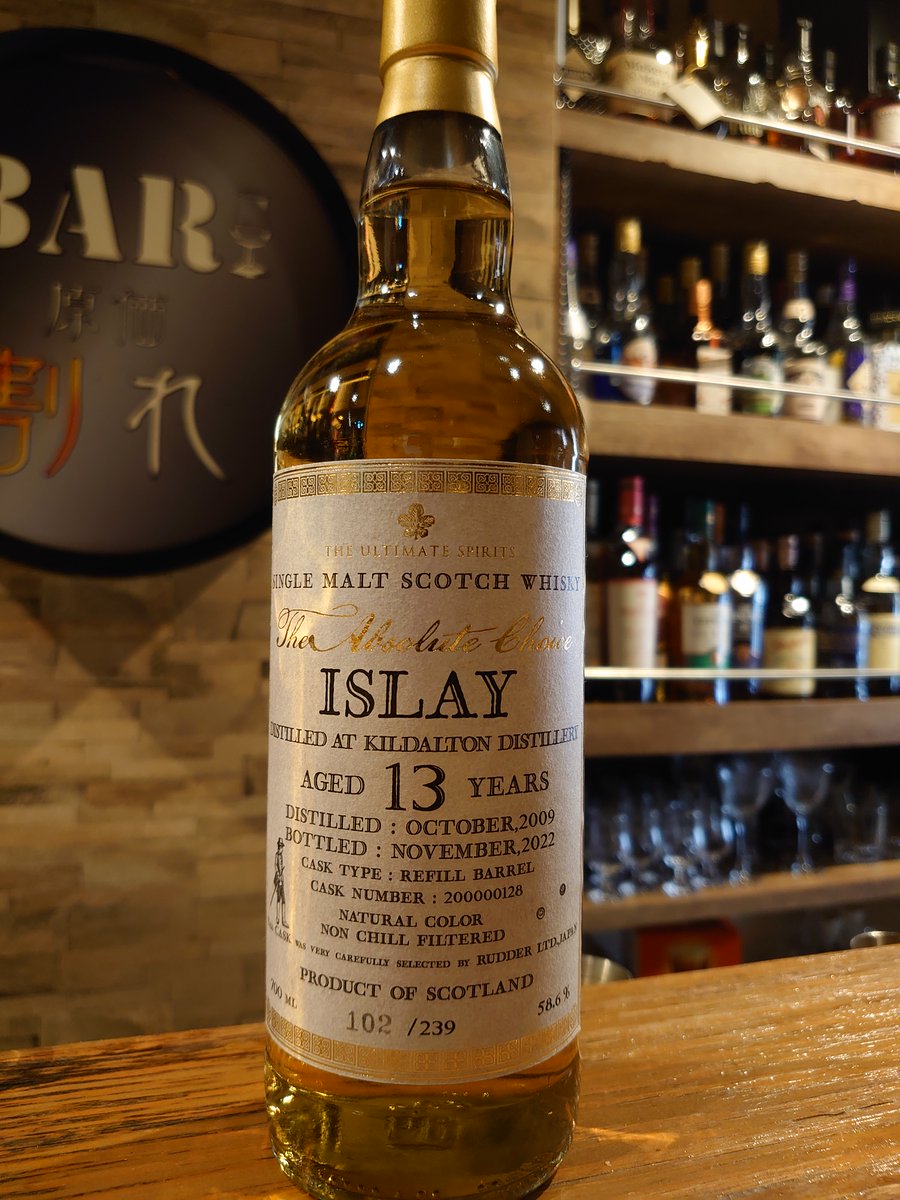 BAR
原価
割れ
THE ULTIMATE SPIRITS
SINGLE MALT SCOTCH WHISKY
The Absolute Choice
ISLAY
DISTILLED AT KILDALTON DISTILLERY
AGED 13 YEARS
DISTILLED : OCTOBER,2009
BOTTLED : NOVEMBER,2022
CASK TYPE : REFILL BARREL
CASK NUMBER : 200000128
NATURAL COLOR
NON CHILL FILTERED
CASK WAS VERY CAREFULLY SELECTED BY RUDDER LTD,JAPAN
PRODUCT OF SCOTLAND
700 ML
58.6 %
102 /239